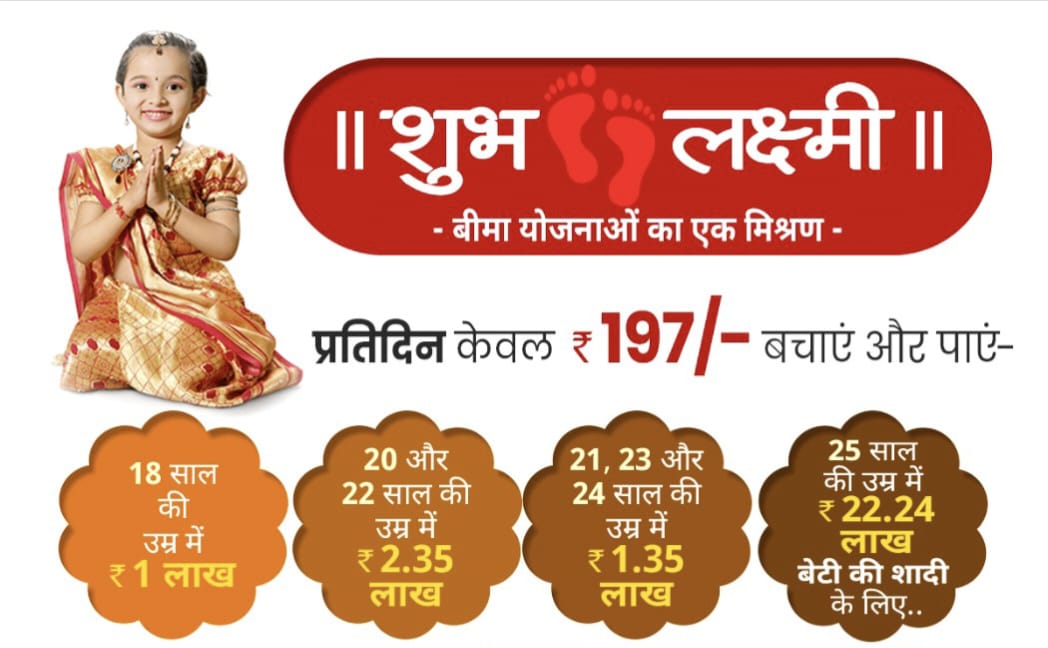 ॥ शुभ लक्ष्मी ॥
- बीमा योजनाओं का एक मिश्रण -
प्रतिदिन केवल ₹ 197/- बचाएं और पाएं-
18 साल
की
उम्र में
₹ 1 लाख
20 और
22 साल की
उम्र में
₹ 2.35
लाख
21, 23 और
24 साल की
उम्र में
₹ 1.35
लाख
25 साल
की उम्र में
₹ 22.24
लाख
बेटी की शादी
के लिए..